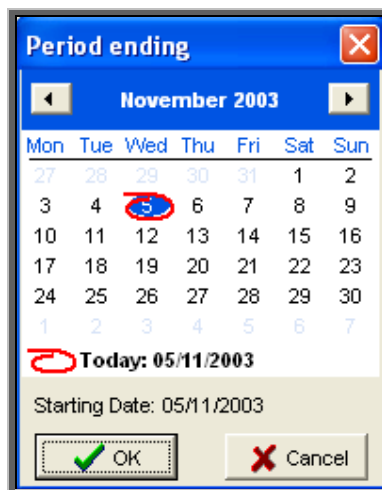 Period ending
November 2003
Mon Tue Wed Thu Fri Sat Sun
27 28 29 30 31 1 2
3 4 5 6 7 8 9
10 11 12 13 14 15 16
17 18 19 20 21 22 23
24 25 26 27 28 29 30
1 2 3 4 5 6 7
Today: 05/11/2003
Starting Date: 05/11/2003
OK Cancel